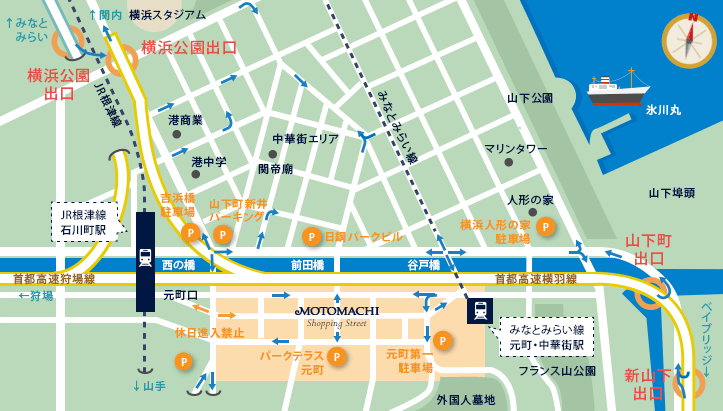 ↑関内
横浜スタジアム
N
↑みなと
みらい
横浜公園出口
横浜公園
出口
JR根津線
みなとみらい線
山下公園
氷川丸
港商業
中華街エリア
マリンタワー
港中学
関帝廟
山下埠頭
吉浜橋
駐車場
山下町新井
パーキング
人形の家
JR根津線
石川町駅
P
P
P
日鋼パークビル
横浜人形の家
駐車場
P
山下町
出口
西の橋
前田橋
谷戸橋
首都高速狩場線
首都高速横羽線
←狩場
元町口
MOTOMACHI
Shopping Street
ベイブリッジ→
休日進入禁止
みなとみらい線
元町・中華街駅
P
パークテラス
元町
P
元町第一
駐車場
P
フランス山公園
新山下
出口
↓山手
外国人墓地